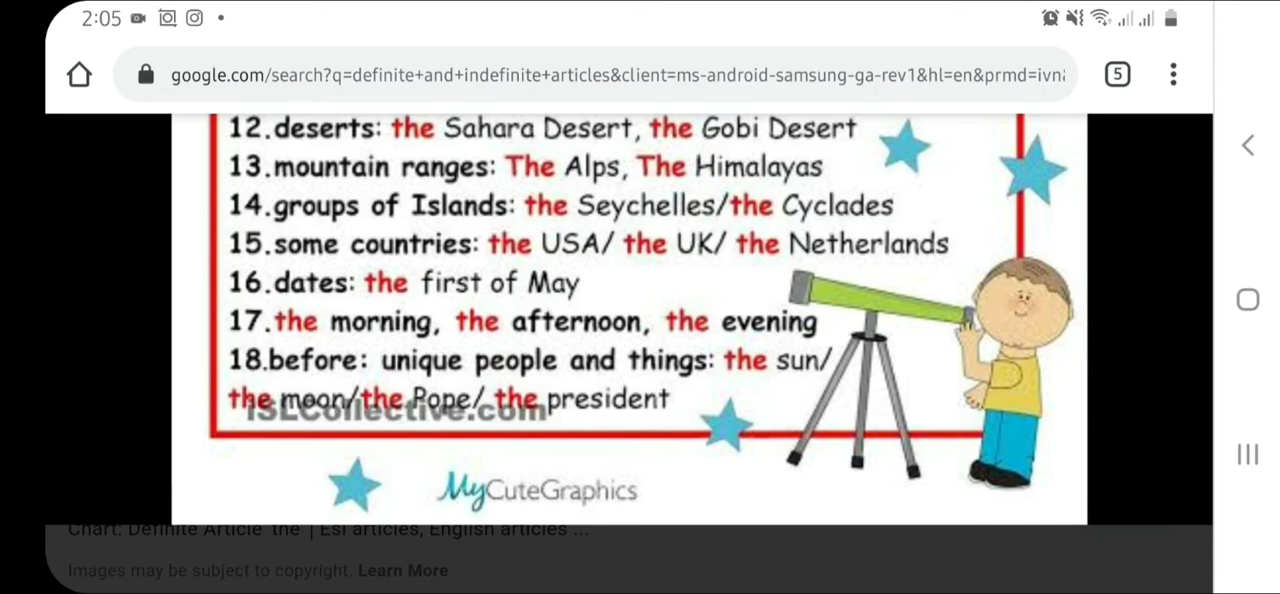 2:05
google.com/search?q=definite+and+indefinite+articles&client=ms-android-samsung-ga-rev1&hl=en&prmd=ivn
5
12.deserts: the Sahara Desert, the Gobi Desert
13.mountain ranges: The Alps, The Himalayas
14.groups of Islands: the Seychelles/the Cyclades
15.some countries: the USA/ the UK/ the Netherlands
16.dates: the first of May
17.the morning, the afternoon, the evening
18.before: unique people and things: the sun/
the moon/the Pope/ the president
iSLCollective.com
MyCuteGraphics
Chart: Definite Article 'the' | Esl articles, English articles ...
Images may be subject to copyright. Learn More